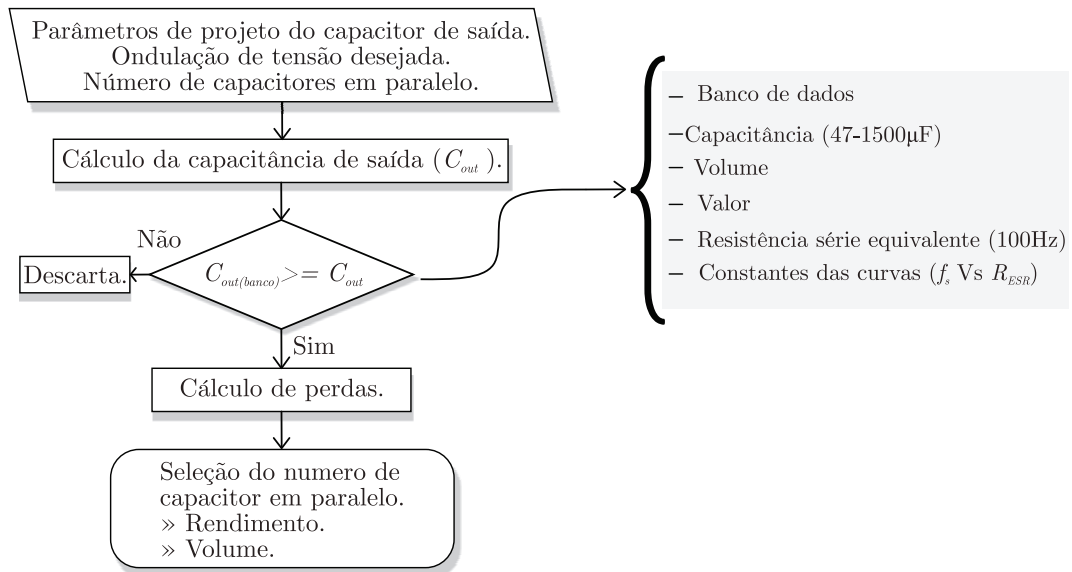 Parâmetros de projeto do capacitor de saída.
Ondulação de tensão desejada.
Número de capacitores em paralelo.
Cálculo da capacitância de saída (C_out ).
Não
Descarta.
C_out(banco)>= C_out
Sim
Cálculo de perdas.
Seleção do numero de
capacitor em paralelo.
» Rendimento.
» Volume.
– Banco de dados
–Capacitância (47-1500µF)
– Volume
– Valor
– Resistência série equivalente (100Hz)
– Constantes das curvas (f_s Vs R_ESR)